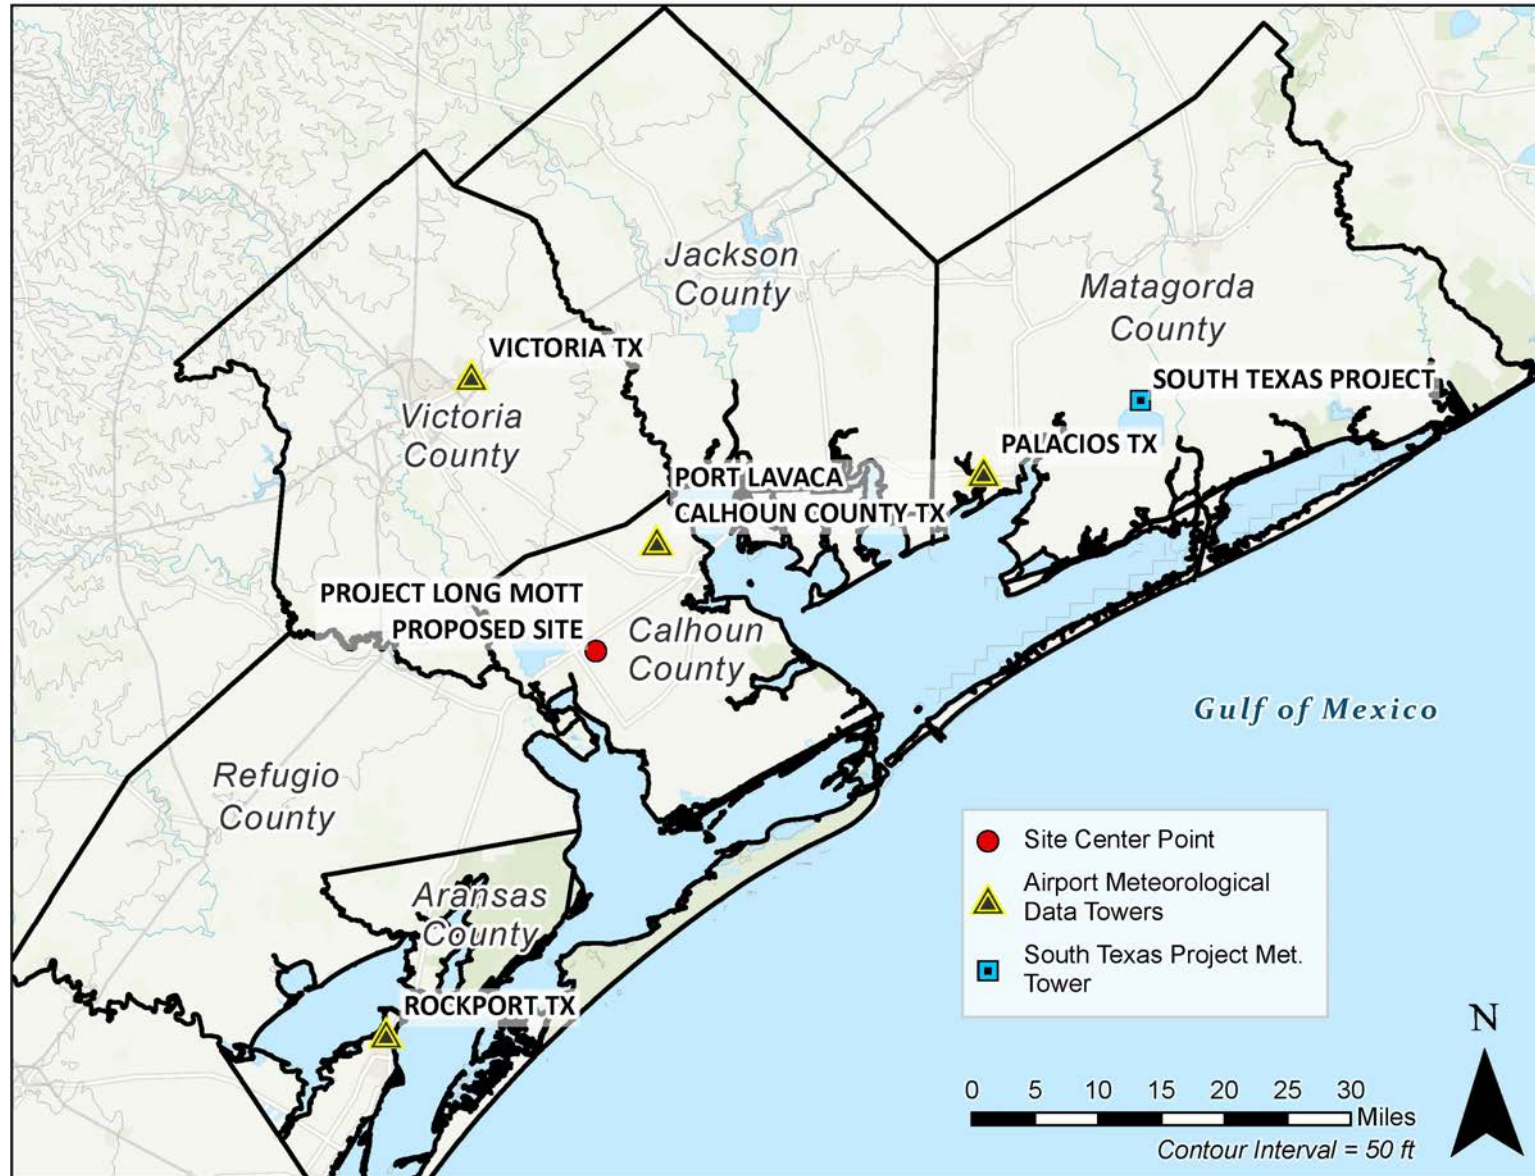 Jackson
County
Matagorda
County
VICTORIA TX
SOUTH TEXAS PROJECT
Victoria
County
PALACIOS TX
PORT LAVACA
CALHOUN COUNTY TX
PROJECT LONG MOTT
PROPOSED SITE
Calhoun
County
Gulf of Mexico
Refugio
County
Aransas
County
ROCKPORT TX
Site Center Point
Airport Meteorological
Data Towers
South Texas Project Met.
Tower
N
0 5 10 15 20 25 30
Miles
Contour Interval = 50 ft